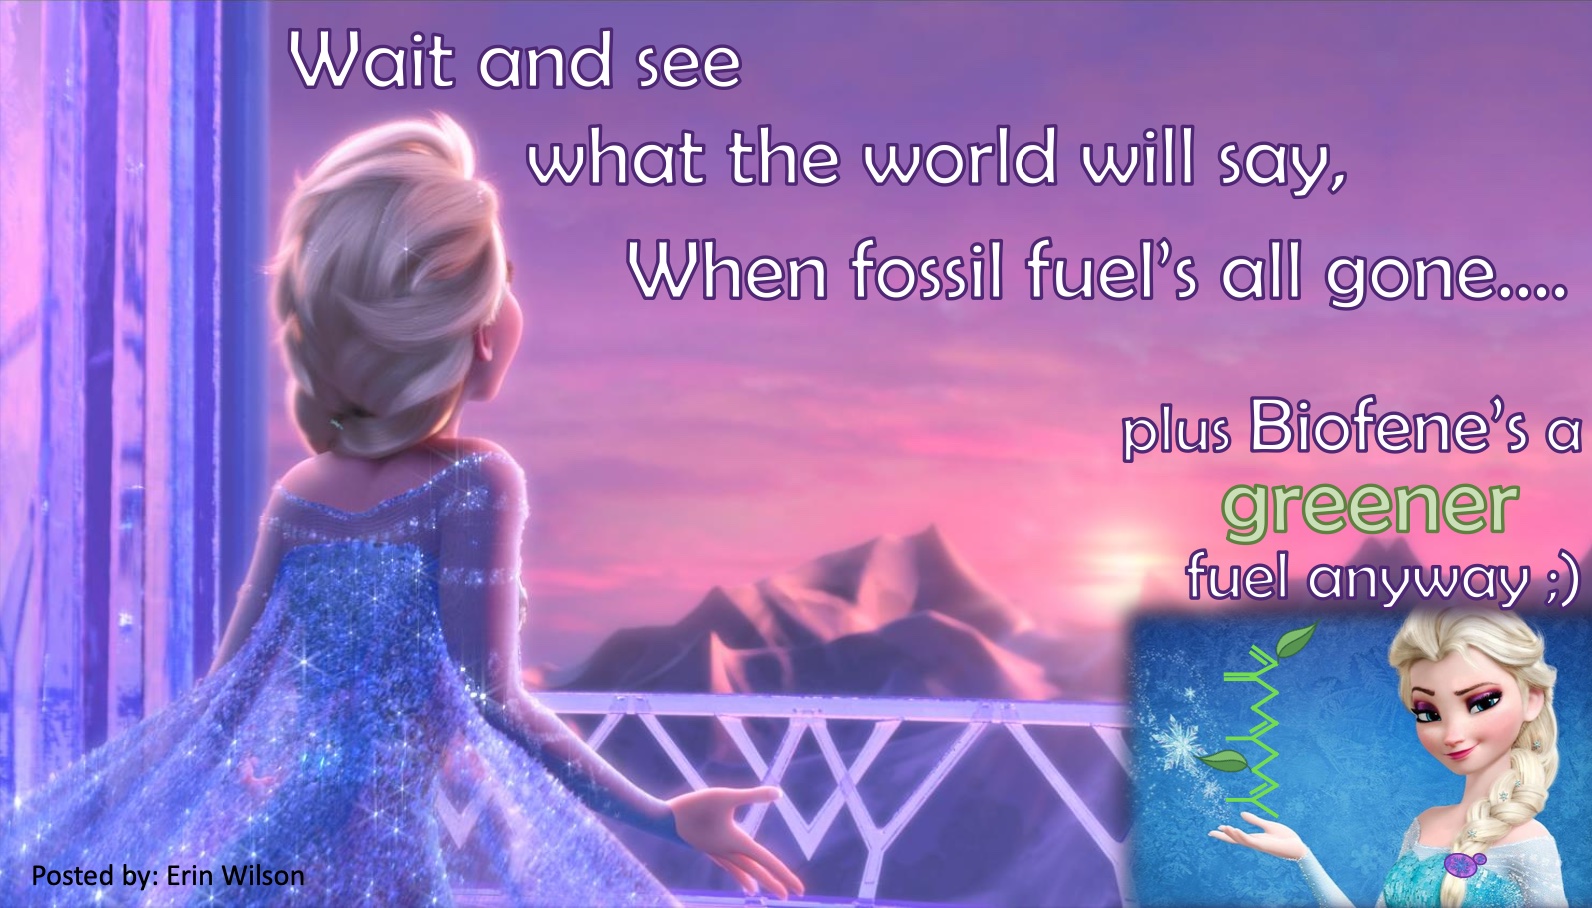 Wait and see
what the world will say,
When fossil fuel’s all gone....
plus Biofene’s a
greener
fuel anyway ;)
Posted by: Erin Wilson